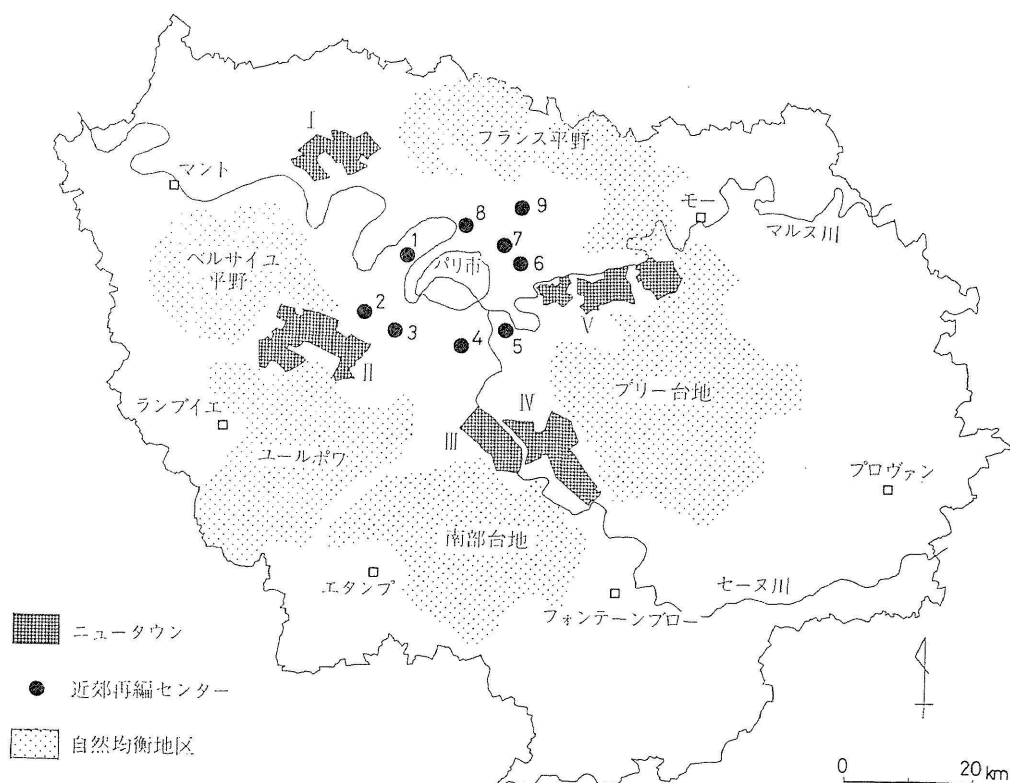 I
フランス平野
マント
モー
マルヌ川
8
9
1
7
6
パリ市
ベルサイユ
平野
2
3
4
5
V
II
ブリー台地
ランブイエ
IV
III
ユールポワ
プロヴァン
南部台地
エタンプ
セーヌ川
フォンテーンブロー
ニュータウン
近郊再編センター
自然均衡地区
0 20 km